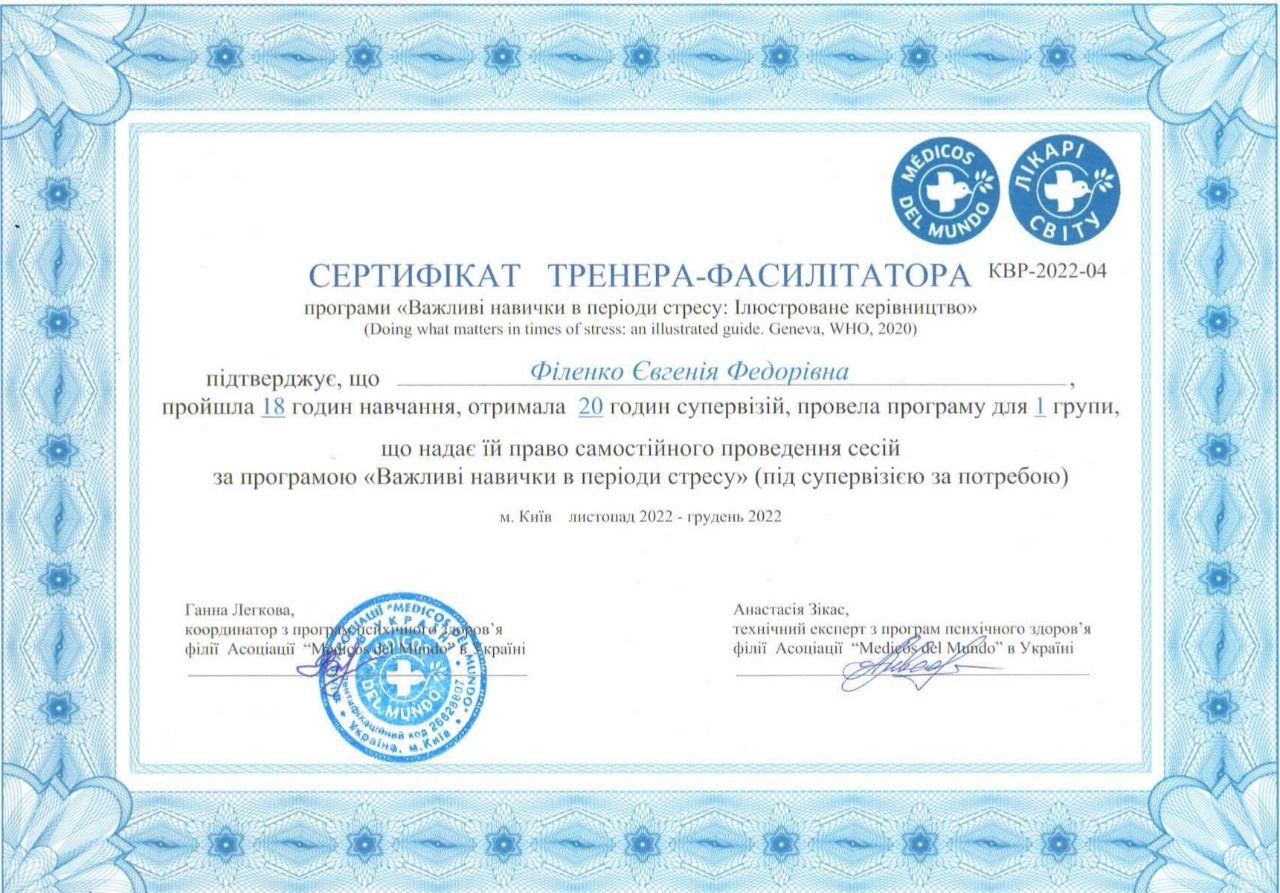 MÉDICOS DEL MUNDO
ЛІКАРІ СВІТУ
СЕРТИФІКАТ ТРЕНЕРА-ФАСИЛІТАТОРА КВР-2022-04
програми «Важливі навички в періоди стресу: Ілюстроване керівництво»
(Doing what matters in times of stress: an illustrated guide. Geneva, WHO, 2020)
підтверджує, що Філенко Євгенія Федорівна,
пройшла 18 годин навчання, отримала 20 годин супервізій, провела програму для 1 групи,
що надає їй право самостійного проведення сесій
за програмою «Важливі навички в періоди стресу» (під супервізією за потребою)
м. Київ листопад 2022 - грудень 2022
Ганна Легкова,
координатор з програм психічного здоров’я
філії Асоціації “Medicos del Mundo” в Україні
Анастасія Зікас,
технічний експерт з програм психічного здоров’я
філії Асоціації “Medicos del Mundo” в Україні
АСОЦІАЦІЇ "MEDICOS DEL MUNDO"
УКРАЇНІ
DEL MUNDO
ідентифікаційний код 26628807
Україна, м.Київ